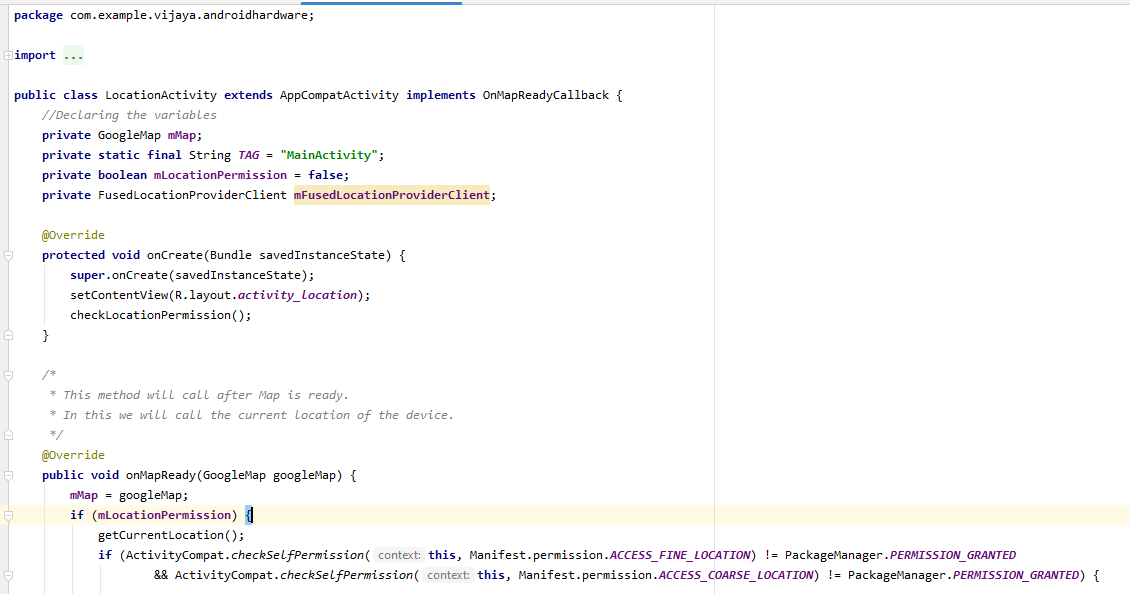 package com.example.vijaya.androidhardware;
import ...
public class LocationActivity extends AppCompatActivity implements OnMapReadyCallback {
//Declaring the variables
private GoogleMap mMap;
private static final String TAG = "MainActivity";
private boolean mLocationPermission = false;
private FusedLocationProviderClient mFusedLocationProviderClient;
@Override
protected void onCreate(Bundle savedInstanceState) {
super.onCreate(savedInstanceState);
setContentView(R.layout.activity_location);
checkLocationPermission();
}
/*
* This method will call after Map is ready.
* In this we will call the current location of the device.
*/
@Override
public void onMapReady(GoogleMap googleMap) {
mMap = googleMap;
if (mLocationPermission) {
getCurrentLocation();
if (ActivityCompat.checkSelfPermission( context: this, Manifest.permission.ACCESS_FINE_LOCATION) != PackageManager.PERMISSION_GRANTED
&& ActivityCompat.checkSelfPermission( context: this, Manifest.permission.ACCESS_COARSE_LOCATION) != PackageManager.PERMISSION_GRANTED) {